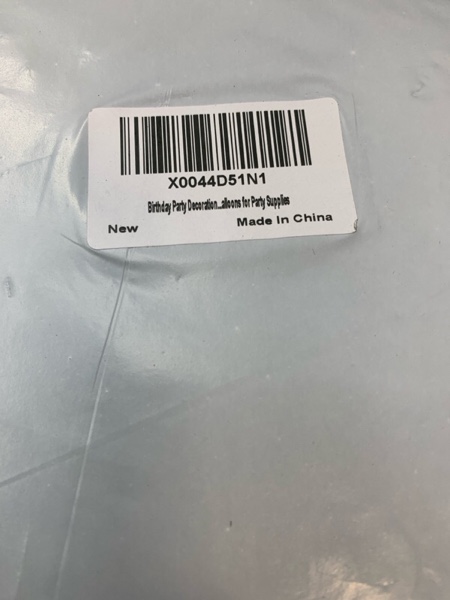 X0044D51N1
Birthday Party Decoration...alloons for Party Supplies
New
Made In China